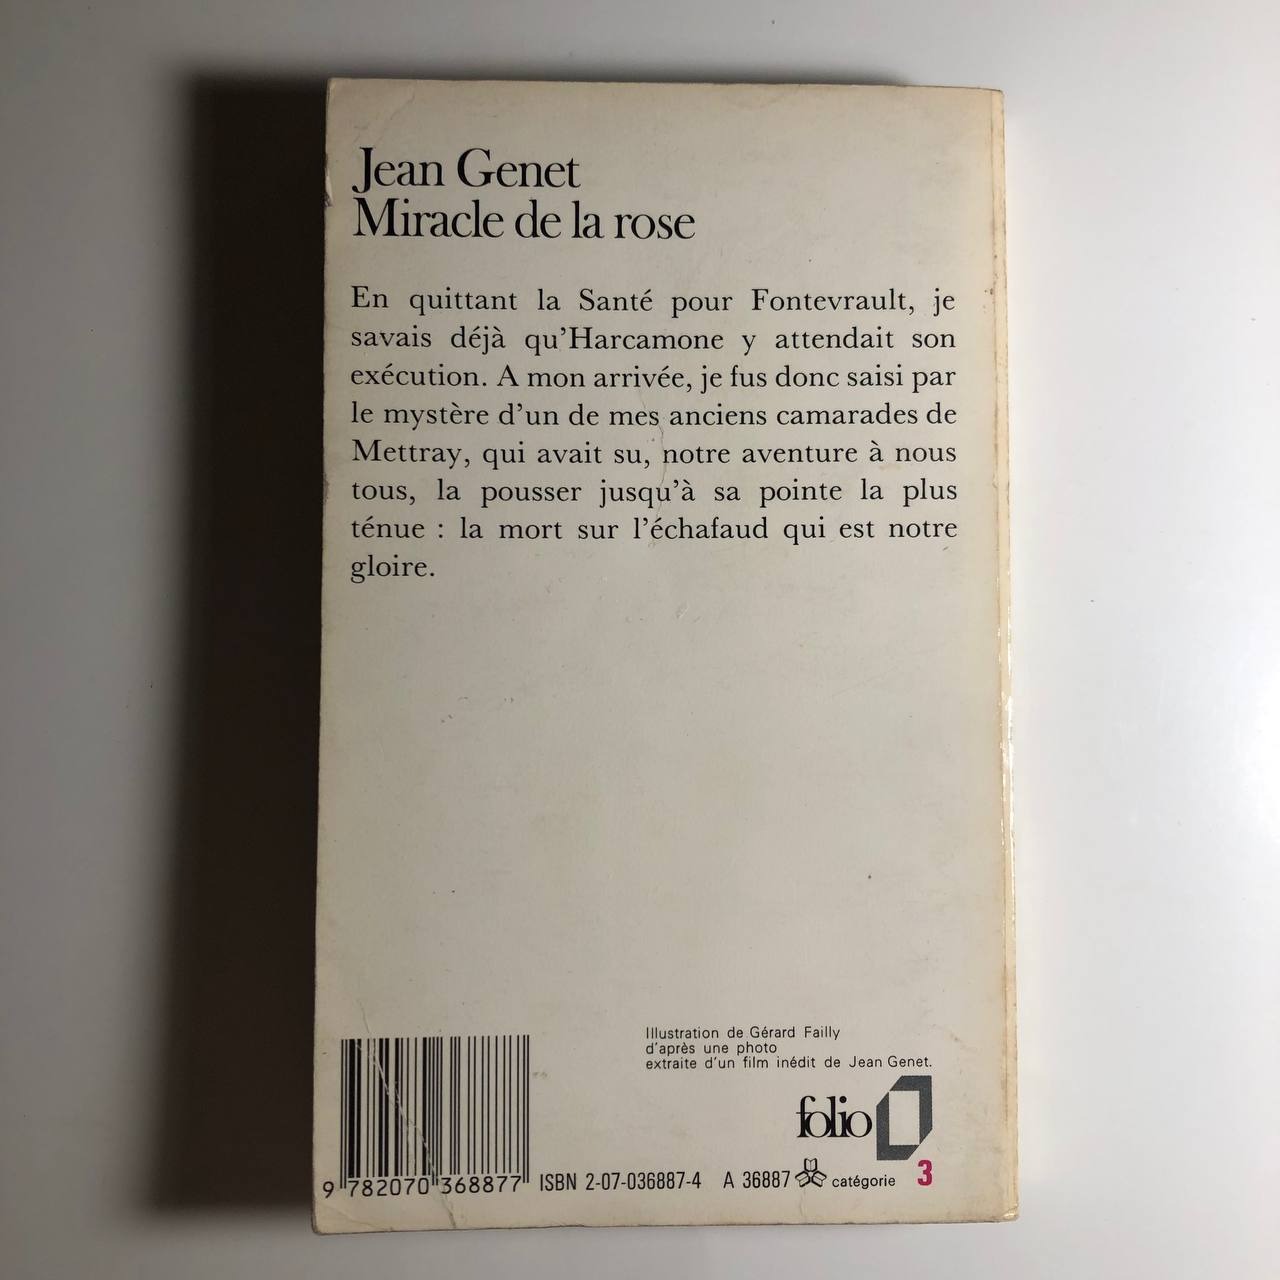 Jean Genet
Miracle de la rose
En quittant la Santé pour Fontevrault, je
savais déjà qu'Harcamone y attendait son
exécution. A mon arrivée, je fus donc saisi par
le mystère d'un de mes anciens camarades de
Mettray, qui avait su, notre aventure à nous
tous, la pousser jusqu'à sa pointe la plus
ténue : la mort sur l'échafaud qui est notre
gloire.
Illustration de Gérard Failly
d'après une photo
extraite d'un film inédit de Jean Genet.
folio
9 782070 368877 ISBN 2-07-036887-4 A 36887 catégorie 3